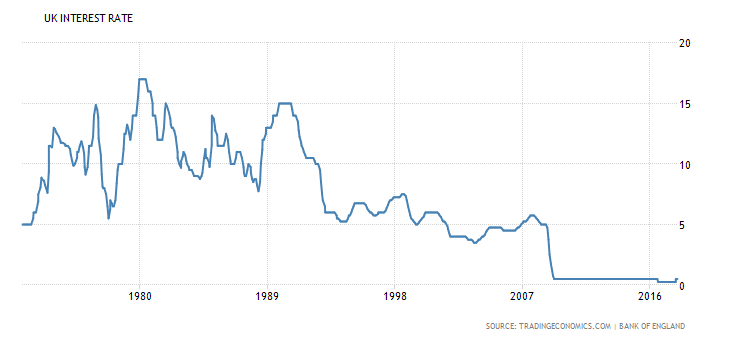 UK INTEREST RATE
20
15
10
5
0
1980 1989 1998 2007 2016
SOURCE: TRADINGECONOMICS.COM | BANK OF ENGLAND